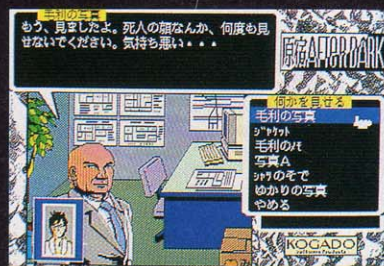 毛利の写真
もう、見ましたよ。死人の顔なんか、何度も見
せないでください。気持ち悪い・・・
原宿AFTER DARK
何かを見せる
毛利の写真
ジャケット
毛利のメモ
写真A
シャツのそで
ゆかりの写真
やめる
KOGADO
Software Products